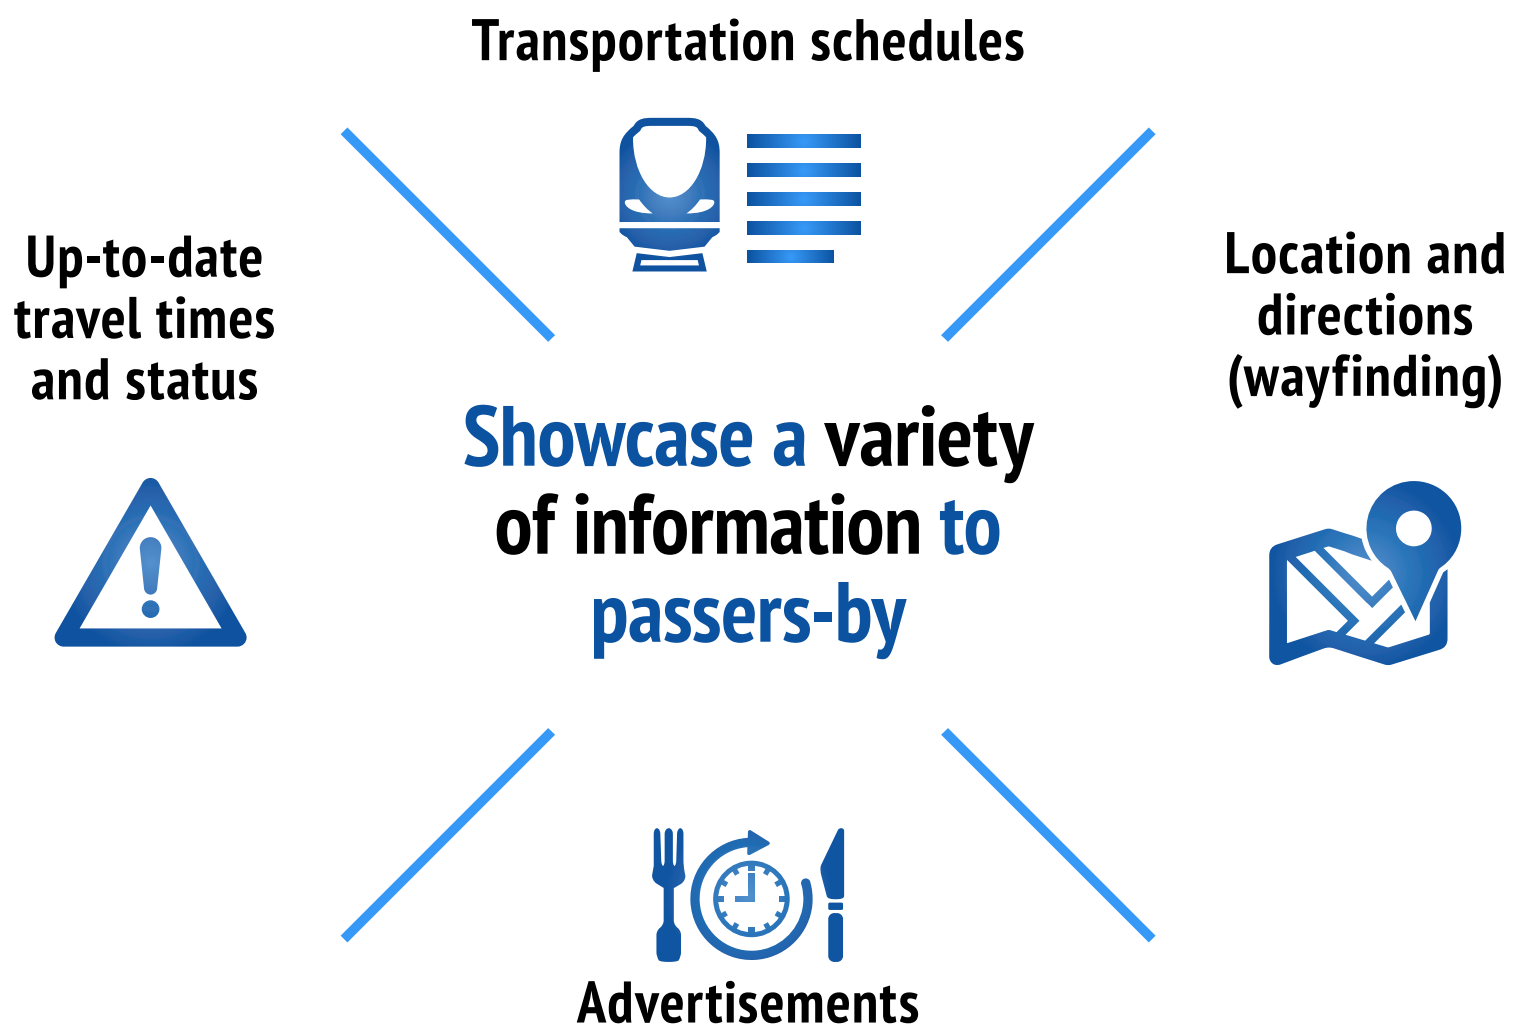 Transportation schedules
Up-to-date
travel times
and status
Location and
directions
(wayfinding)
Showcase a variety
of information to
passers-by
Advertisements